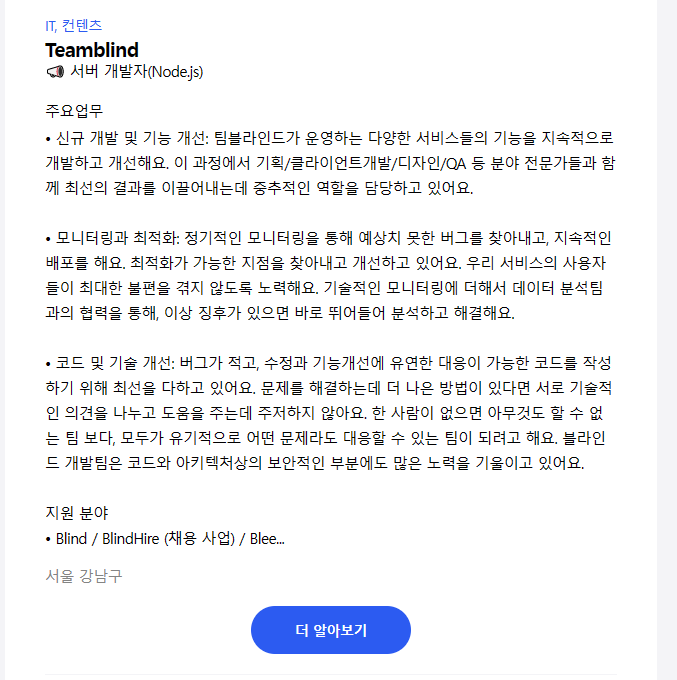 IT, 컨텐츠
Teamblind
서버 개발자(Node.js)
주요업무
• 신규 개발 및 기능 개선: 팀블라인드가 운영하는 다양한 서비스들의 기능을 지속적으로
개발하고 개선해요. 이 과정에서 기획/클라이언트개발/디자인/QA 등 분야 전문가들과 함
께 최선의 결과를 이끌어내는데 중추적인 역할을 담당하고 있어요.
• 모니터링과 최적화: 정기적인 모니터링을 통해 예상치 못한 버그를 찾아내고, 지속적인
배포를 해요. 최적화가 가능한 지점을 찾아내고 개선하고 있어요. 우리 서비스의 사용자
들이 최대한 불편을 겪지 않도록 노력해요. 기술적인 모니터링에 더해서 데이터 분석팀
과의 협력을 통해, 이상 징후가 있으면 바로 뛰어들어 분석하고 해결해요.
• 코드 및 기술 개선: 버그가 적고, 수정과 기능개선에 유연한 대응이 가능한 코드를 작성
하기 위해 최선을 다하고 있어요. 문제를 해결하는데 더 나은 방법이 있다면 서로 기술적
인 의견을 나누고 도움을 주는데 주저하지 않아요. 한 사람이 없으면 아무것도 할 수 없
는 팀 보다, 모두가 유기적으로 어떤 문제라도 대응할 수 있는 팀이 되려고 해요. 블라인
드 개발팀은 코드와 아키텍처상의 보안적인 부분에도 많은 노력을 기울이고 있어요.
지원 분야
• Blind / BlindHire (채용 사업) / Blee...
서울 강남구
더 알아보기